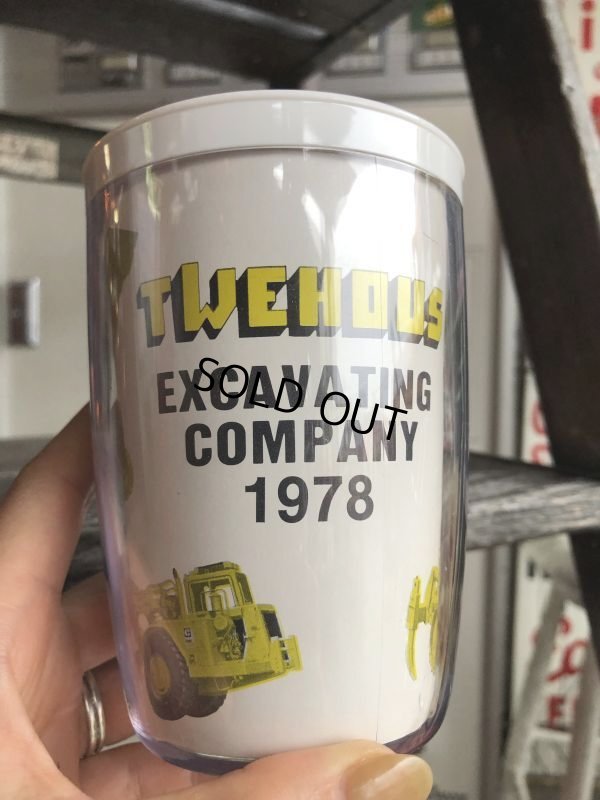 TWEHOUS
EXCAVATING
SOLD OUT
COMPANY
1978